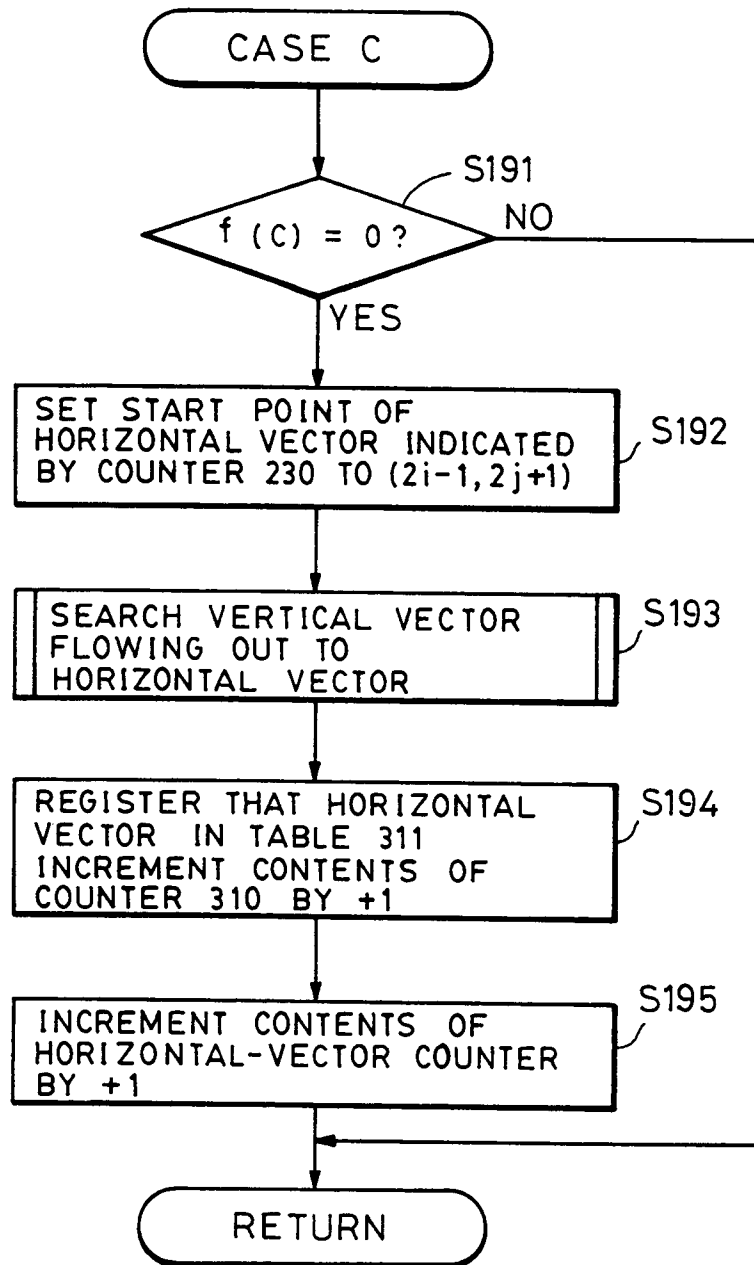 CASE C
S191
f (C) = 0?
NO
YES
SET START POINT OF
HORIZONTAL VECTOR INDICATED
BY COUNTER 230 TO (2i-1, 2j+1)
S192
SEARCH VERTICAL VECTOR
FLOWING OUT TO
HORIZONTAL VECTOR
S193
REGISTER THAT HORIZONTAL
VECTOR IN TABLE 311
INCREMENT CONTENTS OF
COUNTER 310 BY +1
S194
INCREMENT CONTENTS OF
HORIZONTAL-VECTOR COUNTER
BY +1
S195
RETURN